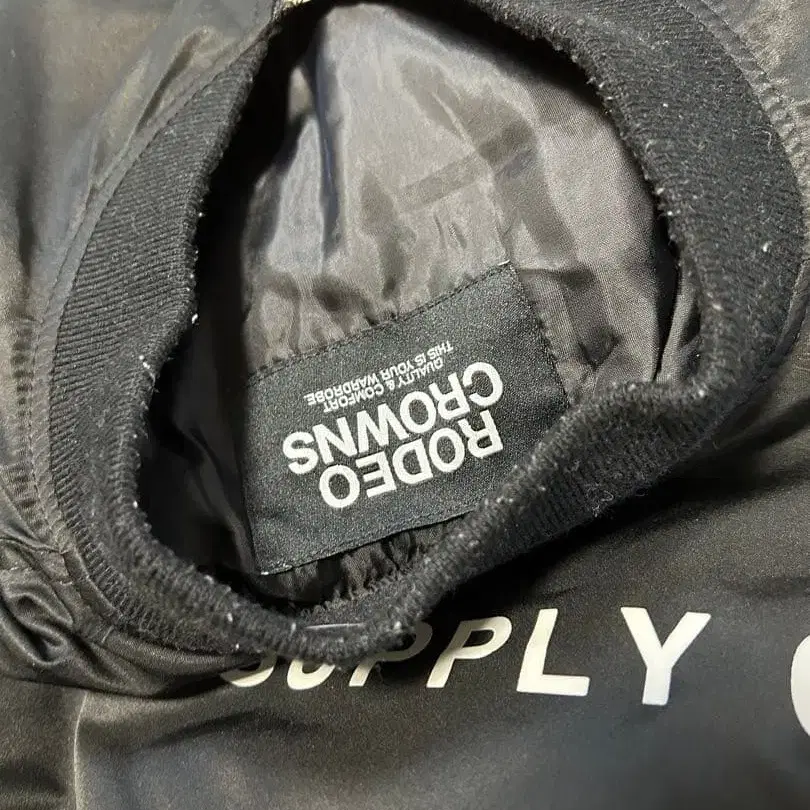 RODEO
CROWNS
QUALITY & COMFORT
THIS IS YOUR WARDROBE.
SUPPLY